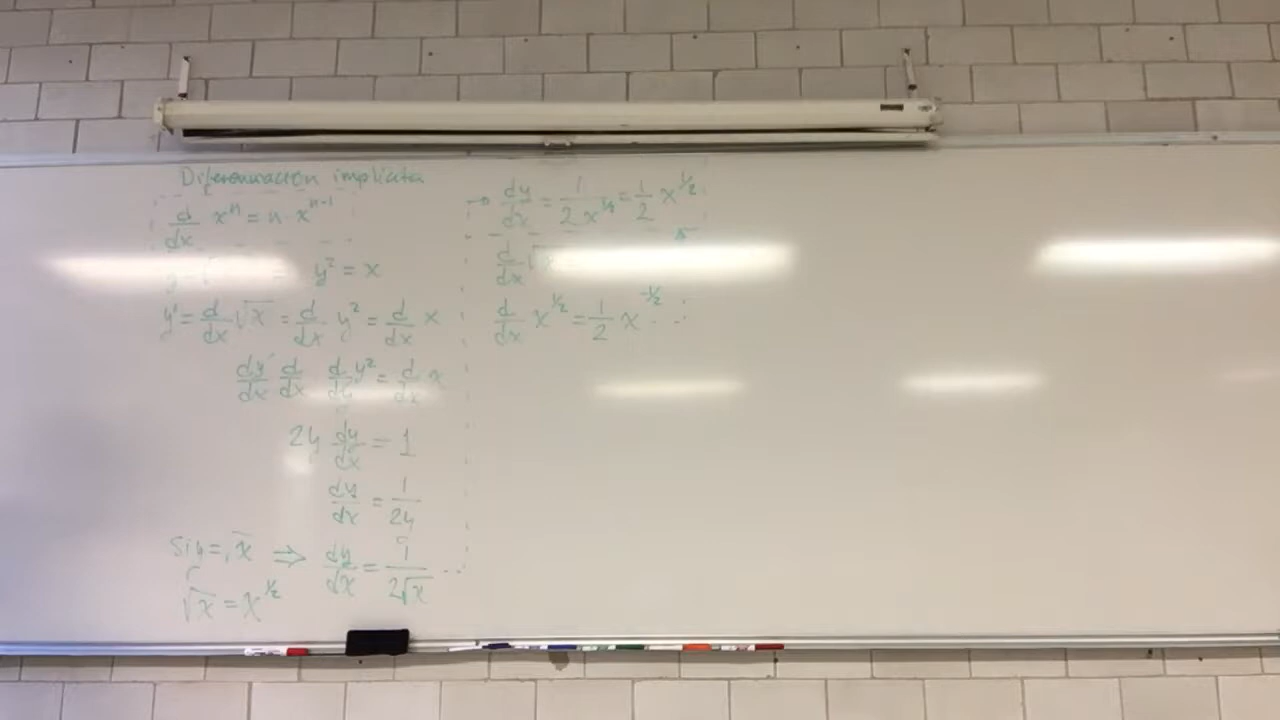 Diferenciación implícita
d/dx x^n = n · x^(n-1)
y² = x
y' = d/dx √x = d/dx y² = d/dx x
dy/dx d/dx d/dy y² = d/dx x
2y dy/dx = 1
dy/dx = 1/2y
Si y = √x ⇒ dy/dx = 1/2√x
√x = x^(1/2)
→ dy/dx = 1/(2x^(1/2)) = 1/2 x^(1/2)
d/dx √
d/dx x^(1/2) = 1/2 x^(-1/2)